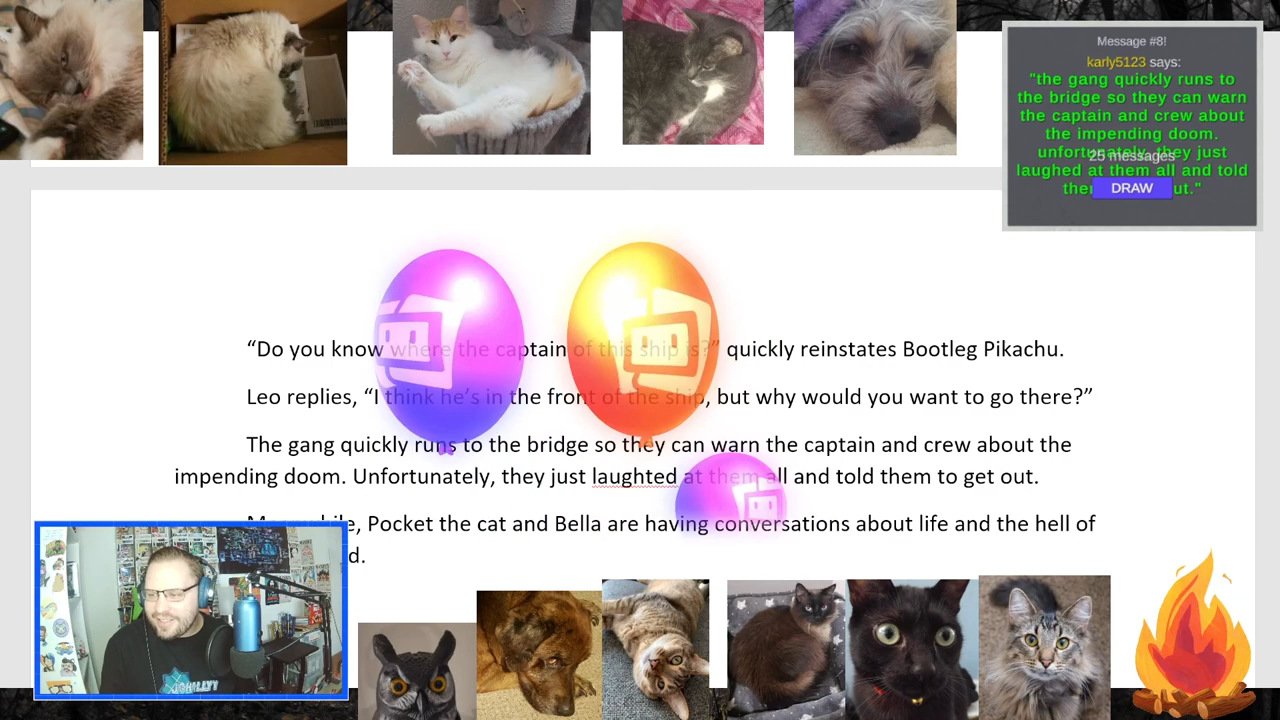 Message #8!
karly5123 says:
"the gang quickly runs to
the bridge so they can warn
the captain and crew about
the impending doom.
unfortunately, they just
25 messages
laughed at them all and told
DRAW
“Do you know where the captain of this ship is?” quickly reinstates Bootleg Pikachu.
Leo replies, “I think he’s in the front of the ship, but why would you want to go there?”
The gang quickly runs to the bridge so they can warn the captain and crew about the
impending doom. Unfortunately, they just laughted at them all and told them to get out.
Pocket the cat and Bella are having conversations about life and the hell of